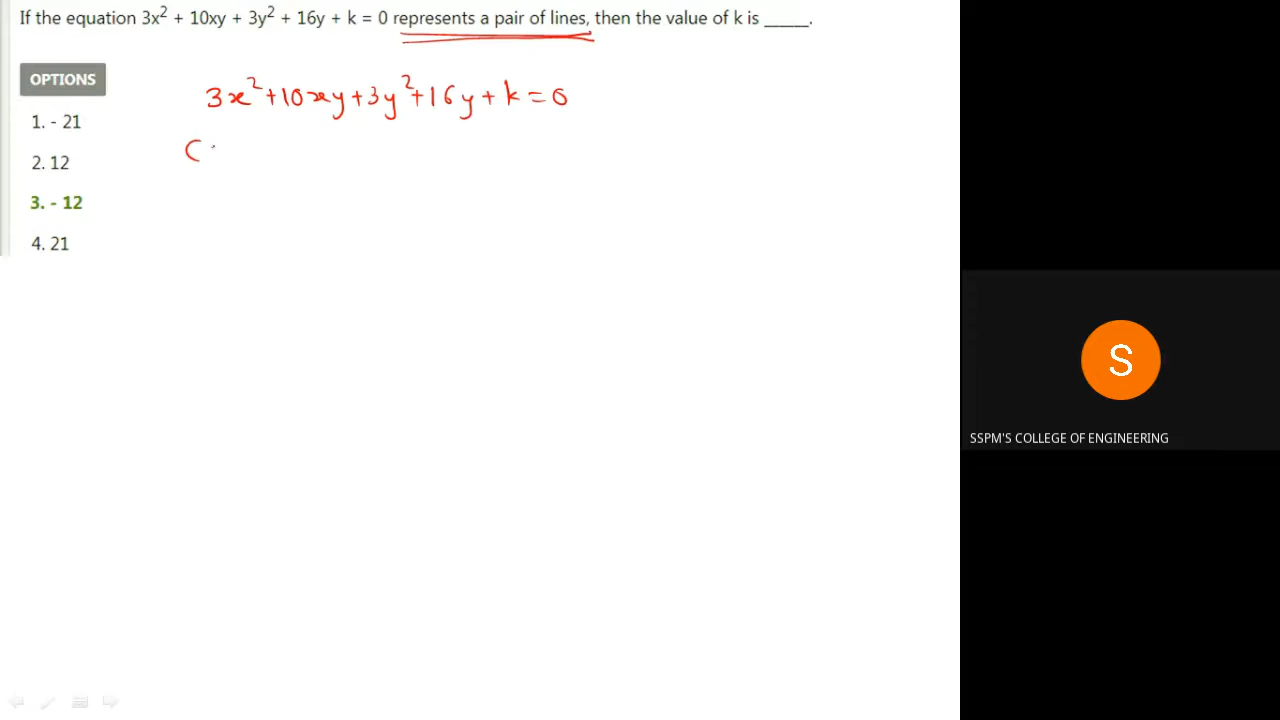 If the equation 3x² + 10xy + 3y² + 16y + k = 0 represents a pair of lines, then the value of k is _____.
OPTIONS
3x²+10xy+3y²+16y+k=0
1. - 21
(
2. 12
3. - 12
4. 21
S
SSPM'S COLLEGE OF ENGINEERING